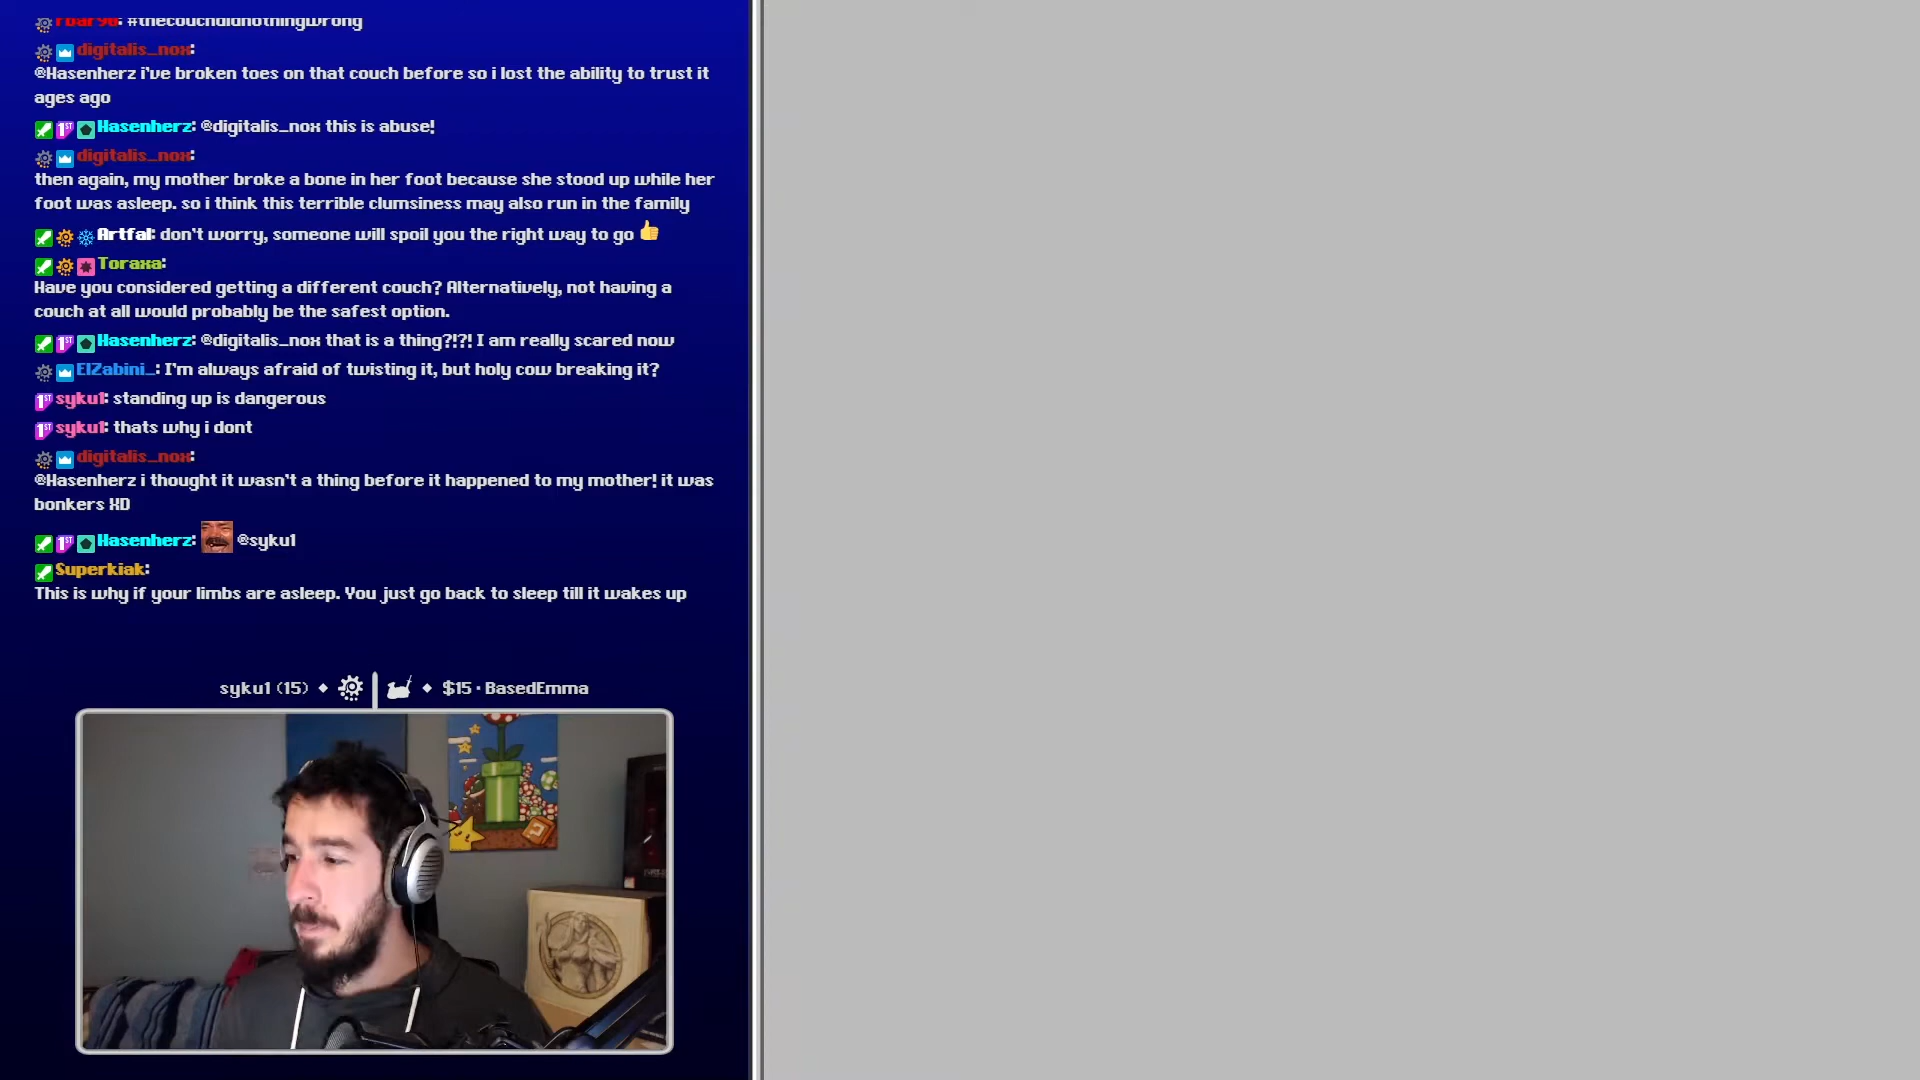 rbar90: #thecouchdidnothingwrong
digitalis_nox:
@Hasenherz i've broken toes on that couch before so i lost the ability to trust it
ages ago
1ST Hasenherz: @digitalis_nox this is abuse!
digitalis_nox:
then again, my mother broke a bone in her foot because she stood up while her
foot was asleep. so i think this terrible clumsiness may also run in the family
Artfal: don't worry, someone will spoil you the right way to go 👍
Toraxa:
Have you considered getting a different couch? Alternatively, not having a
couch at all would probably be the safest option.
1ST Hasenherz: @digitalis_nox that is a thing?!?! I am really scared now
ElZabini_: I'm always afraid of twisting it, but holy cow breaking it?
1ST syku1: standing up is dangerous
1ST syku1: thats why i dont
digitalis_nox:
@Hasenherz i thought it wasn't a thing before it happened to my mother! it was
bonkers XD
1ST Hasenherz: @syku1
Superkiak:
This is why if your limbs are asleep. You just go back to sleep till it wakes up
syku1 (15) ◆ ◆ $15 · BasedEmma